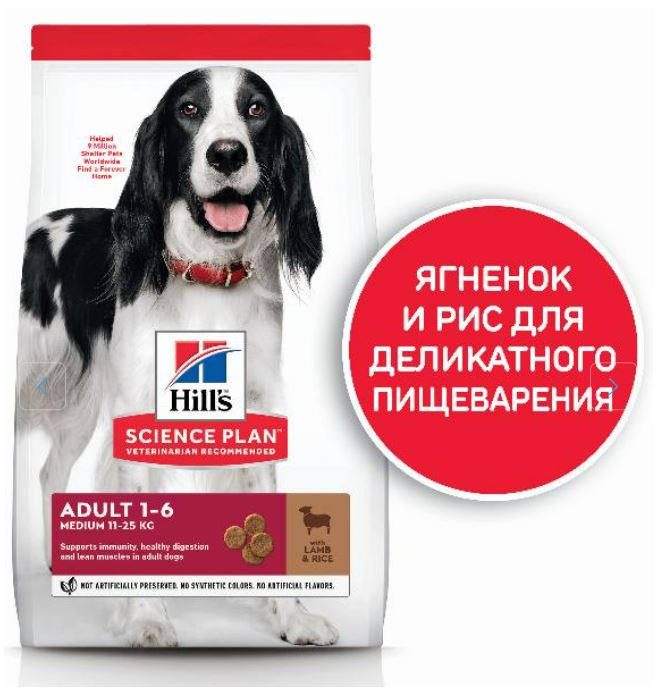 Helped
9 Million
Shelter Pets
Worldwide
Find a Forever
Home
ЯГНЕНОК
И РИС ДЛЯ
ДЕЛИКАТНОГО
ПИЩЕВАРЕНИЯ
Hill's
SCIENCE PLAN™
VETERINARIAN RECOMMENDED
ADULT 1-6
MEDIUM 11-25 KG
Supports immunity, healthy digestion
and lean muscles in adult dogs
with
LAMB
& RICE
NOT ARTIFICIALLY PRESERVED. NO SYNTHETIC COLORS. NO ARTIFICIAL FLAVORS.